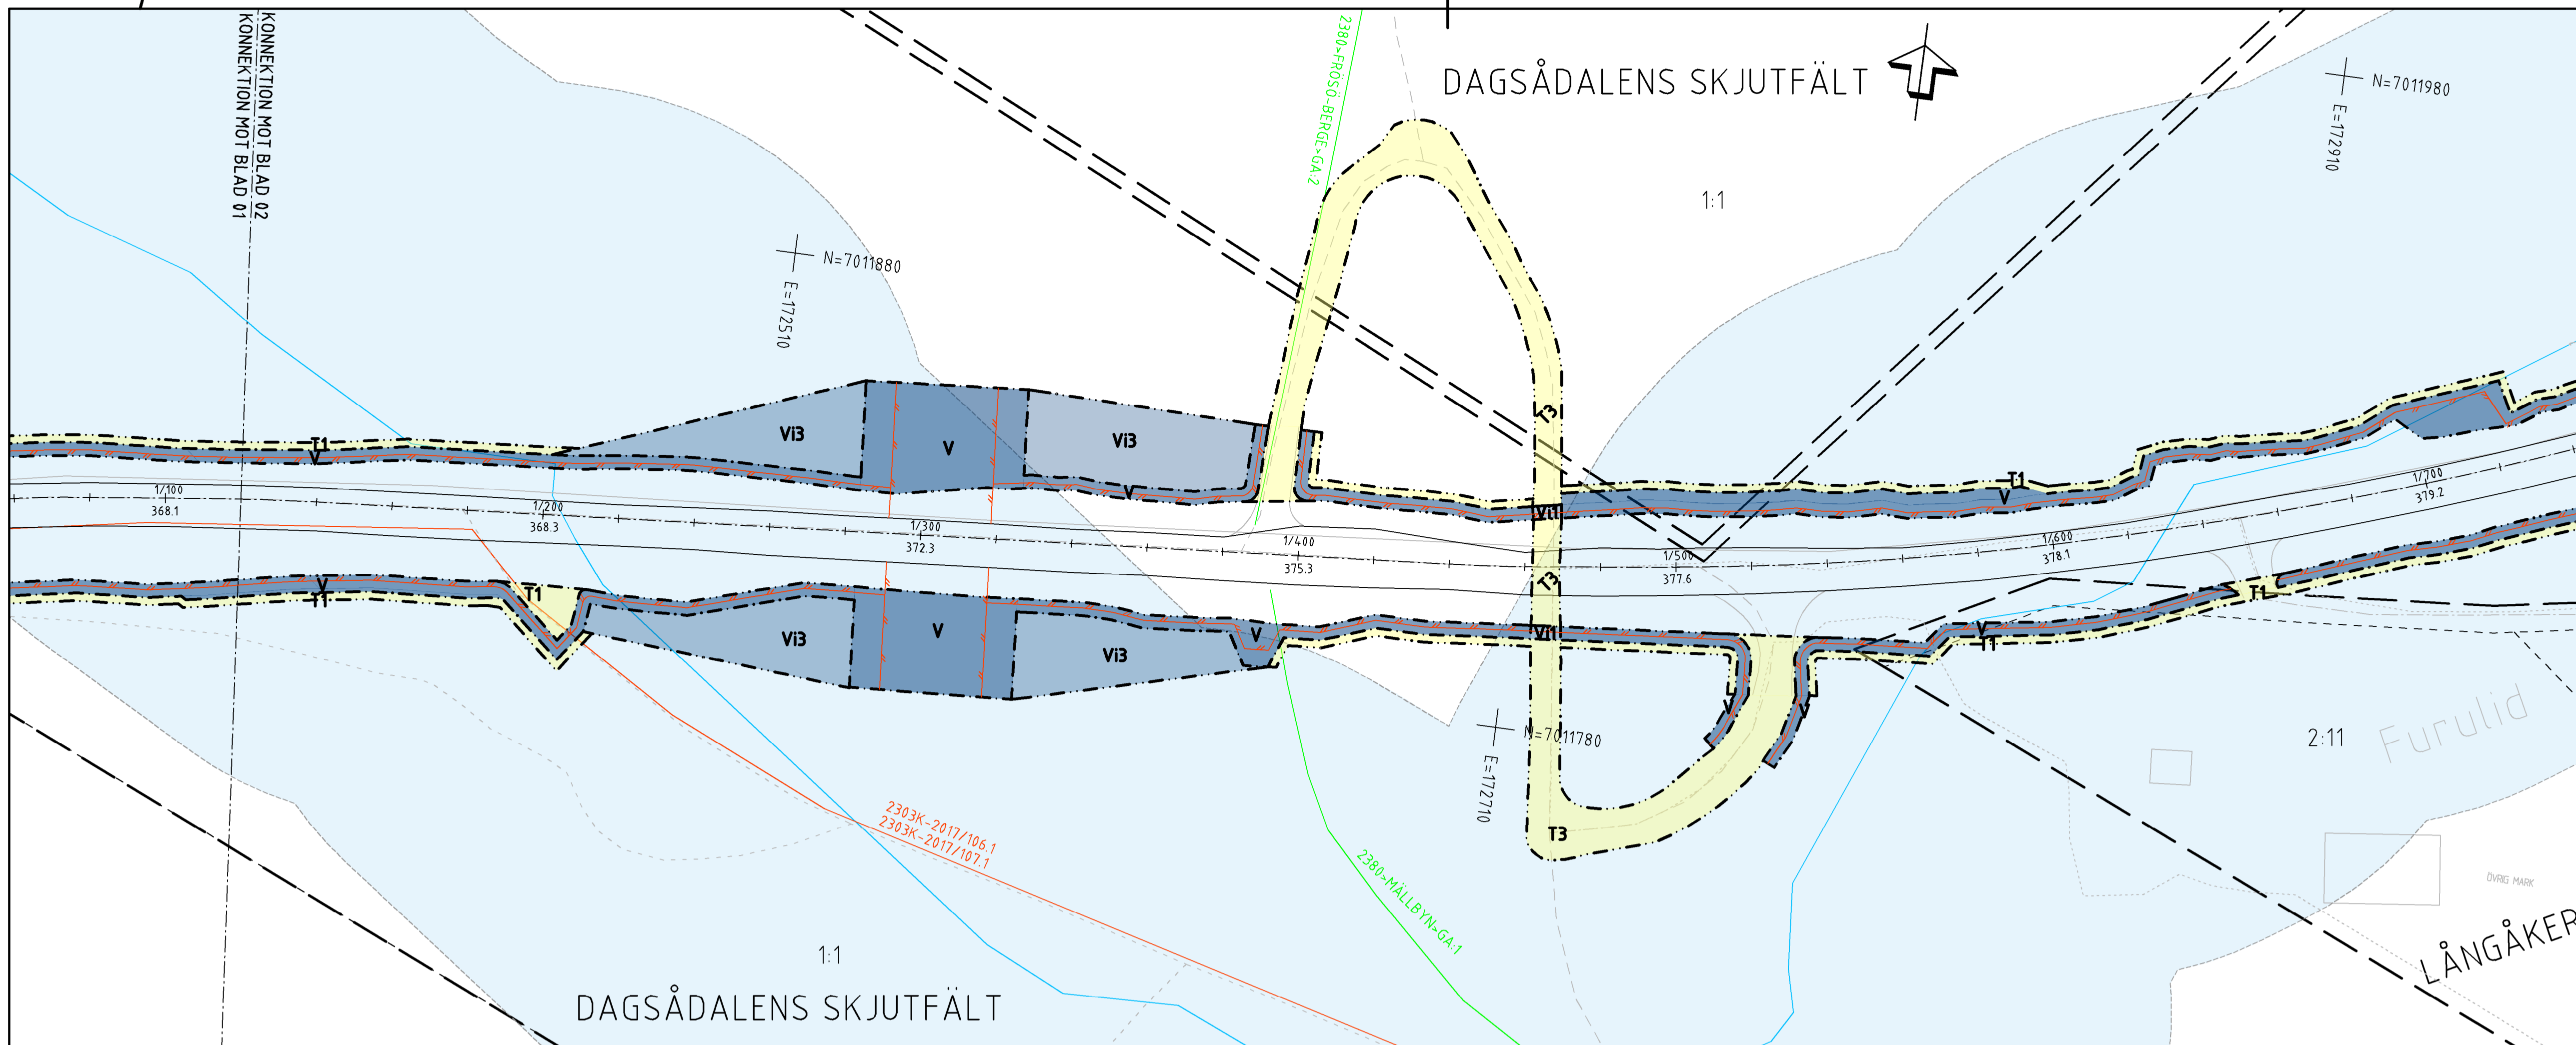 KONNEKTION MOT BLAD 02
KONNEKTION MOT BLAD 01
2380>FRÖSÖ-BERGE>GA:2
DAGSÅDALENS SKJUTFÄLT
N=7011980
E=172910
1:1
N=7011880
E=172510
T3
Vi3
V
Vi3
T1
V
V
T1
V
1/100
368.1
1/200
368.3
1/300
372.3
1/400
375.3
1/500
377.6
1/600
378.1
1/700
379.2
Vi1
T3
Vi1
V
T1
T1
Vi3
V
Vi3
V
V
T1
T1
V
V
N=7011780
E=172710
T3
2:11
Furulid
2303K-2017/106.1
2303K-2017/107.1
2380>MÄLLBYN>GA:1
ÖVRIG MARK
LÅNGÅKER
1:1
DAGSÅDALENS SKJUTFÄLT